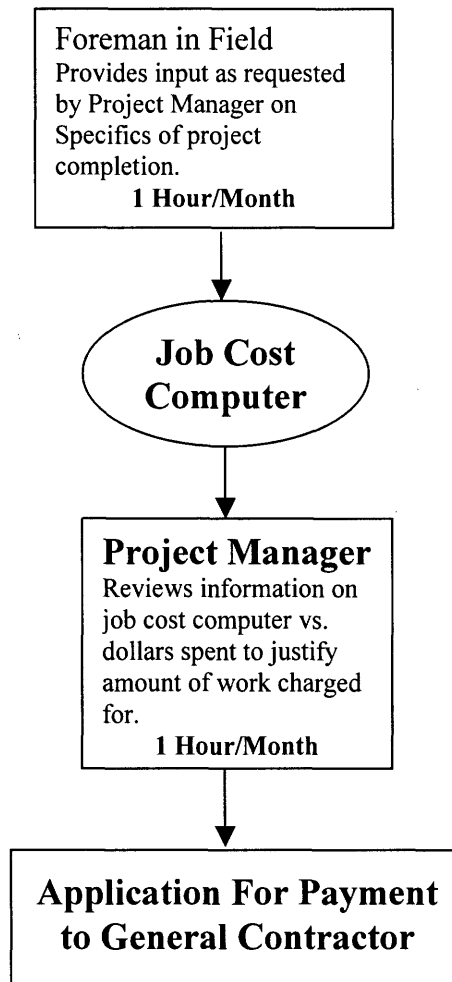 Foreman in Field
Provides input as requested
by Project Manager on
Specifics of project
completion.
1 Hour/Month
Job Cost
Computer
Project Manager
Reviews information on
job cost computer vs.
dollars spent to justify
amount of work charged
for.
1 Hour/Month
Application For Payment
to General Contractor